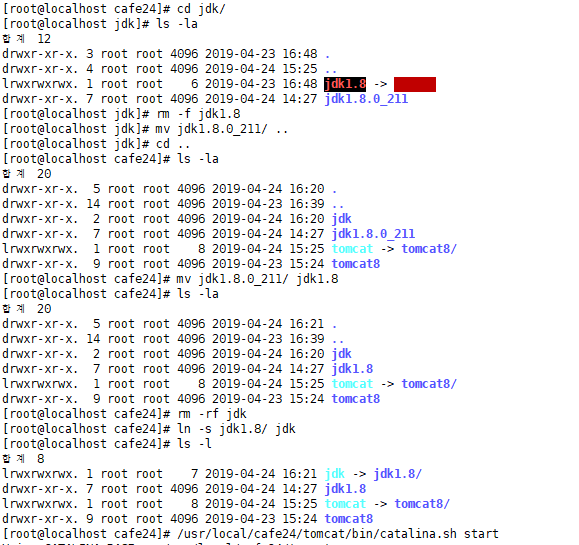 [root@localhost cafe24]# cd jdk/
[root@localhost jdk]# ls -la
합계 12
drwxr-xr-x. 3 root root 4096 2019-04-23 16:48 .
drwxr-xr-x. 4 root root 4096 2019-04-24 15:25 ..
lrwxrwxrwx. 1 root root    6 2019-04-23 16:48 jdk1.8 ->
drwxr-xr-x. 7 root root 4096 2019-04-24 14:27 jdk1.8.0_211
[root@localhost jdk]# rm -f jdk1.8
[root@localhost jdk]# mv jdk1.8.0_211/ ..
[root@localhost jdk]# cd ..
[root@localhost cafe24]# ls -la
합계 20
drwxr-xr-x.  5 root root 4096 2019-04-24 16:20 .
drwxr-xr-x. 14 root root 4096 2019-04-23 16:39 ..
drwxr-xr-x.  2 root root 4096 2019-04-24 16:20 jdk
drwxr-xr-x.  7 root root 4096 2019-04-24 14:27 jdk1.8.0_211
lrwxrwxrwx.  1 root root    8 2019-04-24 15:25 tomcat -> tomcat8/
drwxr-xr-x.  9 root root 4096 2019-04-23 15:24 tomcat8
[root@localhost cafe24]# mv jdk1.8.0_211/ jdk1.8
[root@localhost cafe24]# ls -la
합계 20
drwxr-xr-x.  5 root root 4096 2019-04-24 16:21 .
drwxr-xr-x. 14 root root 4096 2019-04-23 16:39 ..
drwxr-xr-x.  2 root root 4096 2019-04-24 16:20 jdk
drwxr-xr-x.  7 root root 4096 2019-04-24 14:27 jdk1.8
lrwxrwxrwx.  1 root root    8 2019-04-24 15:25 tomcat -> tomcat8/
drwxr-xr-x.  9 root root 4096 2019-04-23 15:24 tomcat8
[root@localhost cafe24]# rm -rf jdk
[root@localhost cafe24]# ln -s jdk1.8/ jdk
[root@localhost cafe24]# ls -l
합계 8
lrwxrwxrwx. 1 root root    7 2019-04-24 16:21 jdk -> jdk1.8/
drwxr-xr-x. 7 root root 4096 2019-04-24 14:27 jdk1.8
lrwxrwxrwx. 1 root root    8 2019-04-24 15:25 tomcat -> tomcat8/
drwxr-xr-x. 9 root root 4096 2019-04-23 15:24 tomcat8
[root@localhost cafe24]# /usr/local/cafe24/tomcat/bin/catalina.sh start